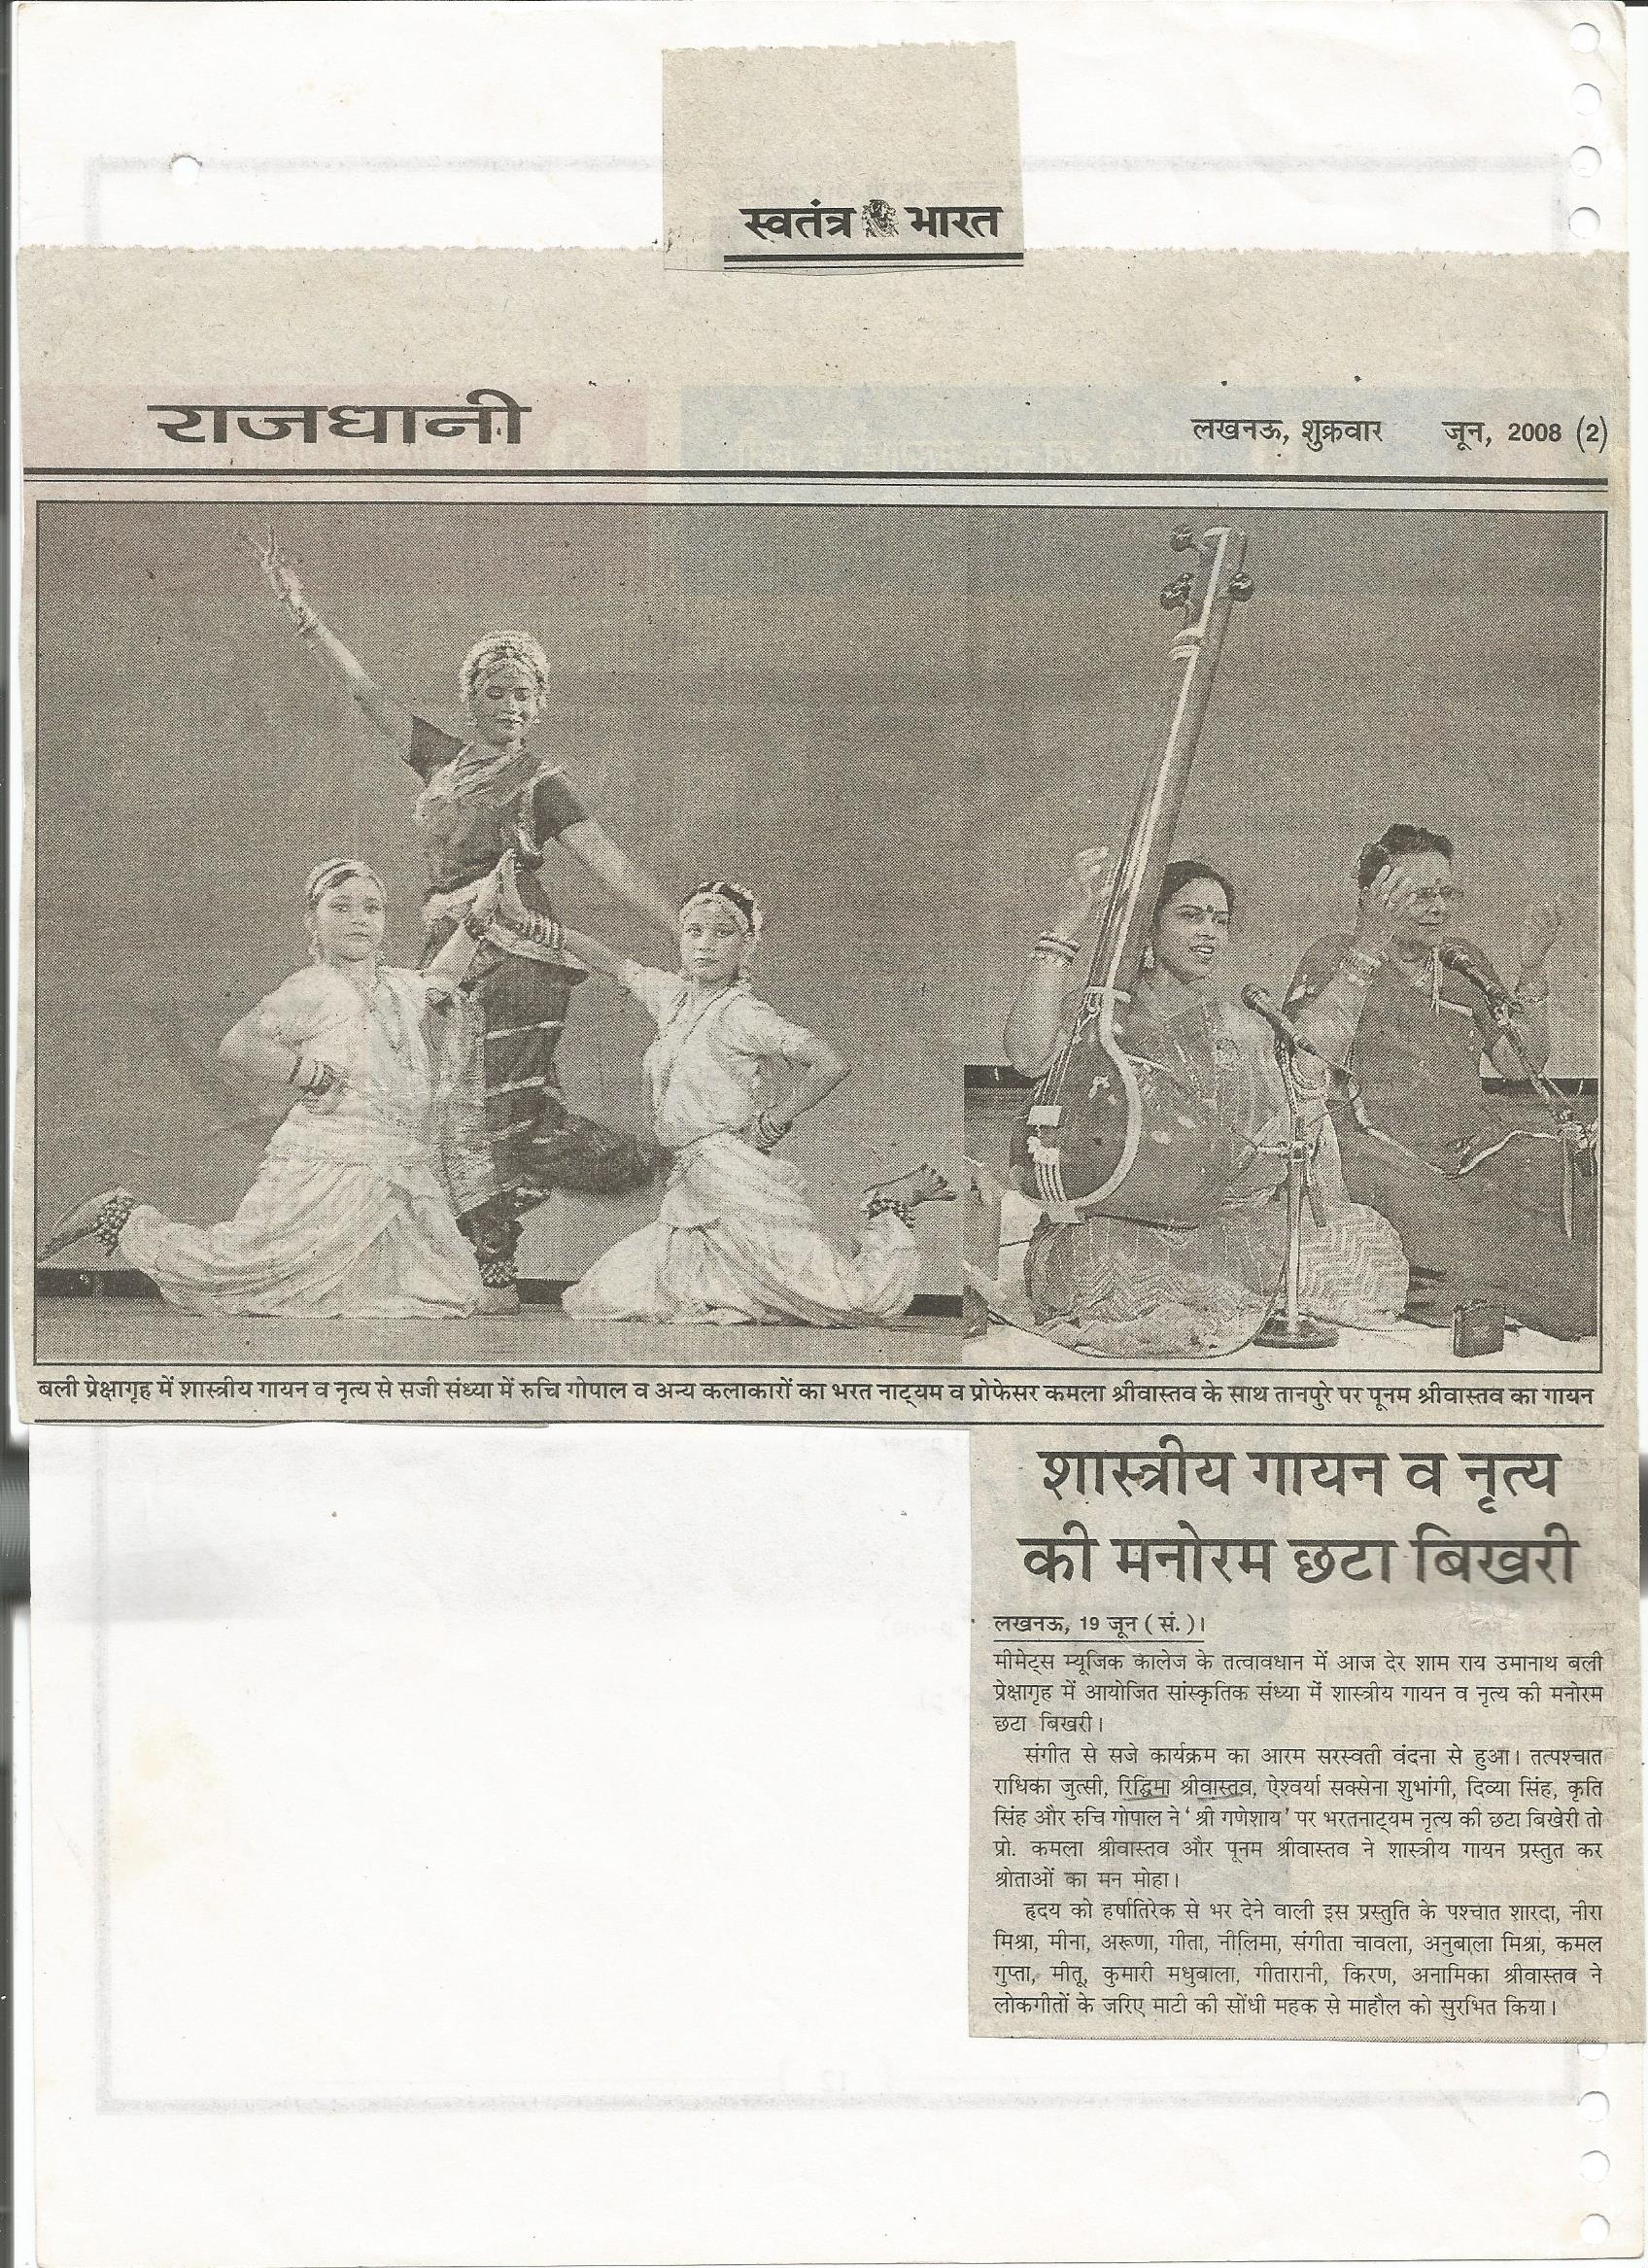 स्वतंत्र भारत
राजधानी
लखनऊ, शुक्रवार जून, 2008 (2)
बली प्रेक्षागृह में शास्त्रीय गायन व नृत्य से सजी संध्या में रुचि गोपाल व अन्य कलाकारों का भरत नाट्यम व प्रोफेसर कमला श्रीवास्तव के साथ तानपुरे पर पूनम श्रीवास्तव का गायन
शास्त्रीय गायन व नृत्य
की मनोरम छटा बिखरी
लखनऊ, 19 जून ( सं. )।
मीमेट्स म्यूजिक कालेज के तत्वावधान में आज देर शाम राय उमानाथ बली
प्रेक्षागृह में आयोजित सांस्कृतिक संध्या में शास्त्रीय गायन व नृत्य की मनोरम
छटा बिखरी।
संगीत से सजे कार्यक्रम का आरम सरस्वती वंदना से हुआ। तत्पश्चात
राधिका जुत्सी, रिद्धिमा श्रीवास्तव, ऐश्वर्या सक्सेना शुभांगी, दिव्या सिंह, कृति
सिंह और रुचि गोपाल ने ' श्री गणेशाय ' पर भरतनाट्यम नृत्य की छटा बिखेरी तो
प्रो. कमला श्रीवास्तव और पूनम श्रीवास्तव ने शास्त्रीय गायन प्रस्तुत कर
श्रोताओं का मन मोहा।
हृदय को हर्षातिरेक से भर देने वाली इस प्रस्तुति के पश्चात शारदा, नीरा
मिश्रा, मीना, अरूणा, गीता, नीलिमा, संगीता चावला, अनुबाला मिश्रा, कमल
गुप्ता, मीतू, कुमारी मधुबाला, गीतारानी, किरण, अनामिका श्रीवास्तव ने
लोकगीतों के जरिए माटी की सोंधी महक से माहौल को सुरभित किया।